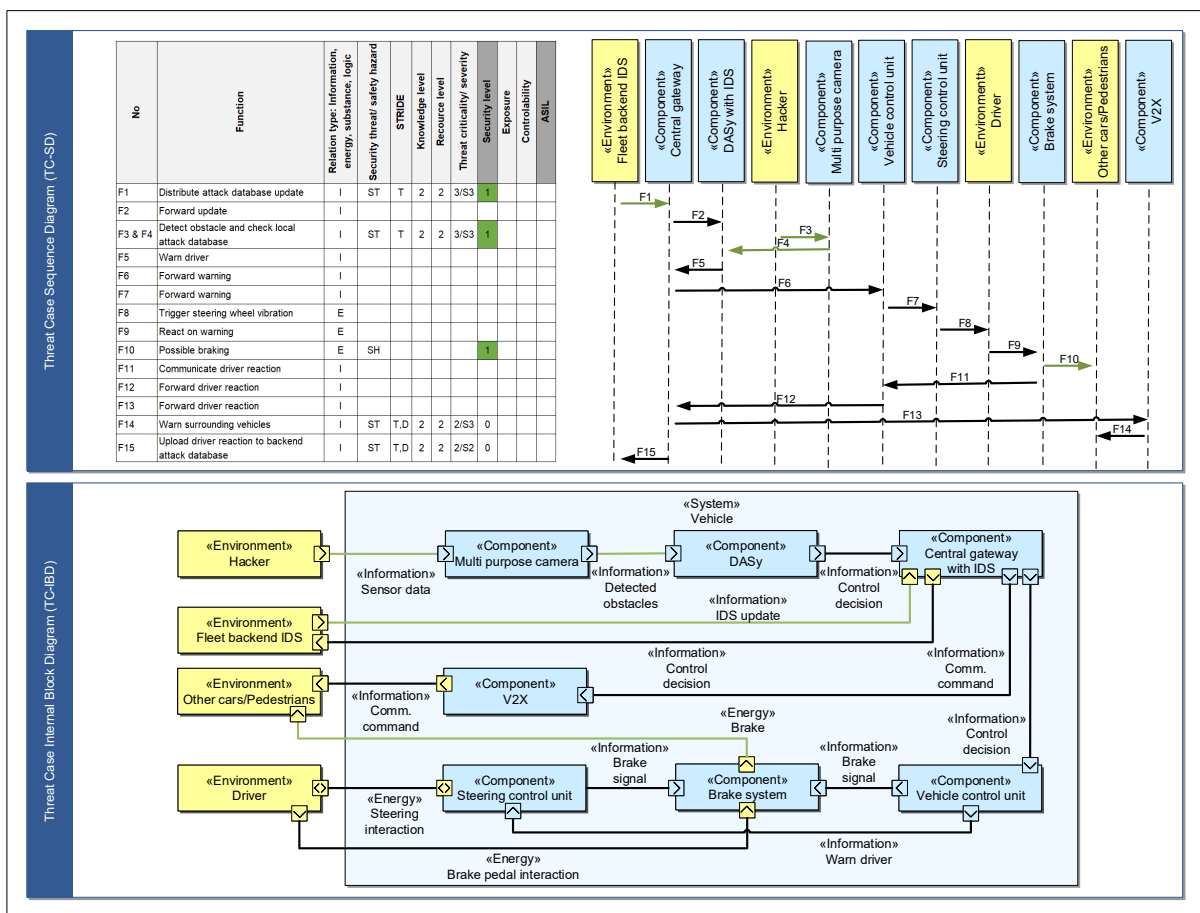 Threat Case Sequence Diagram (TC-SD)
No
Function
Relation type: Information,
energy, substance, logic
Security threat/ safety hazard
STRIDE
Knowledge level
Recource level
Threat criticality/ severity
Security level
Exposure
Controlability
ASIL
F1 Distribute attack database update I ST T 2 2 3/S3 1
F2 Forward update I
F3 & F4 Detect obstacle and check local
attack database I ST T 2 2 3/S3 1
F5 Warn driver I
F6 Forward warning I
F7 Forward warning I
F8 Trigger steering wheel vibration E
F9 React on warning E
F10 Possible braking E SH 1
F11 Communicate driver reaction I
F12 Forward driver reaction I
F13 Forward driver reaction I
F14 Warn surrounding vehicles I ST T,D 2 2 2/S3 0
F15 Upload driver reaction to backend
attack database I ST T,D 2 2 2/S2 0
«Environment»
Fleet backend IDS
«Component»
Central gateway
«Component»
DASy with IDS
«Environment»
Hacker
«Component»
Multi purpose camera
«Component»
Vehicle control unit
«Component»
Steering control unit
«Environment»
Driver
«Component»
Brake system
«Environment»
Other cars/Pedestrians
«Component»
V2X
F1
F2
F3
F4
F5
F6
F7
F8
F9
F10
F11
F12
F13
F14
F15
Threat Case Internal Block Diagram (TC-IBD)
«System»
Vehicle
«Environment»
Hacker
«Information»
Sensor data
«Component»
Multi purpose camera
«Information»
Detected
obstacles
«Component»
DASy
«Information»
Control
decision
«Component»
Central gateway
with IDS
«Environment»
Fleet backend IDS
«Information»
IDS update
«Information»
Comm.
command
«Environment»
Other cars/Pedestrians
«Information»
Comm.
command
«Component»
V2X
«Information»
Control
decision
«Energy»
Brake
«Information»
Control
decision
«Environment»
Driver
«Energy»
Steering
interaction
«Component»
Steering control unit
«Information»
Brake
signal
«Component»
Brake system
«Information»
Brake
signal
«Component»
Vehicle control unit
«Information»
Warn driver
«Energy»
Brake pedal interaction